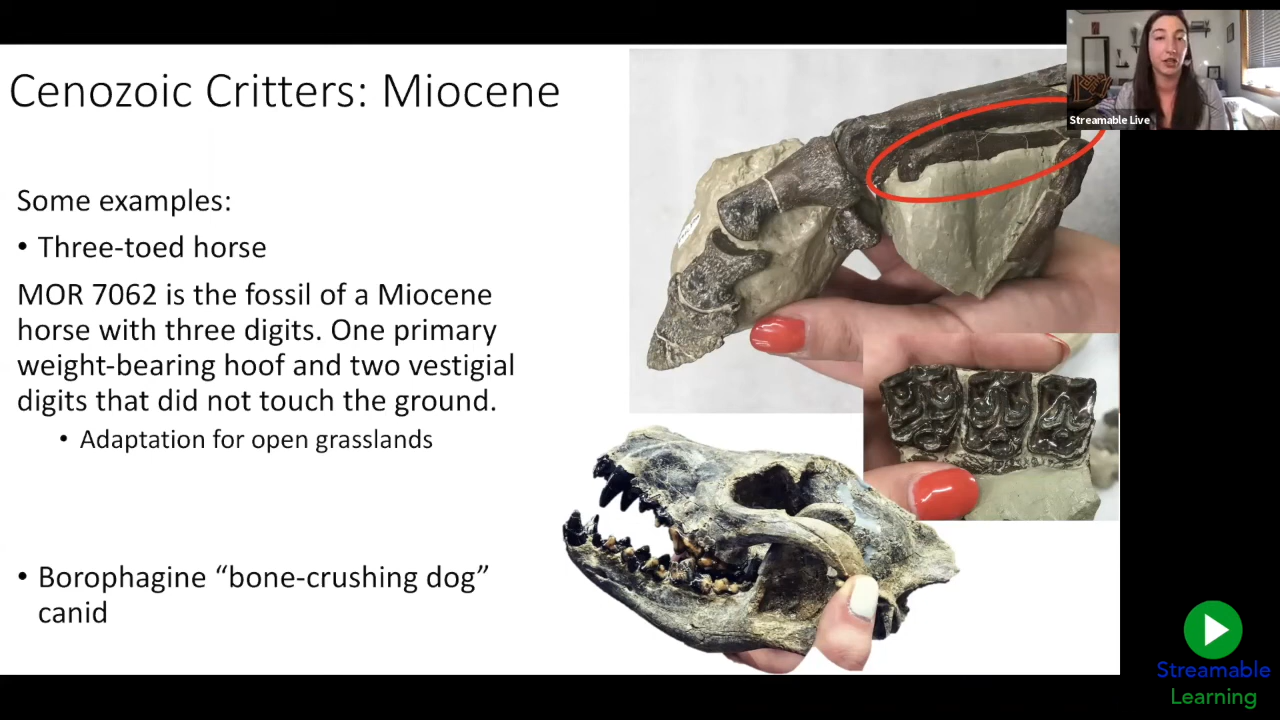 Cenozoic Critters: Miocene
Streamable Live
Some examples:
• Three-toed horse
MOR 7062 is the fossil of a Miocene
horse with three digits. One primary
weight-bearing hoof and two vestigial
digits that did not touch the ground.
• Adaptation for open grasslands
• Borophagine “bone-crushing dog”
canid
Streamable
Learning